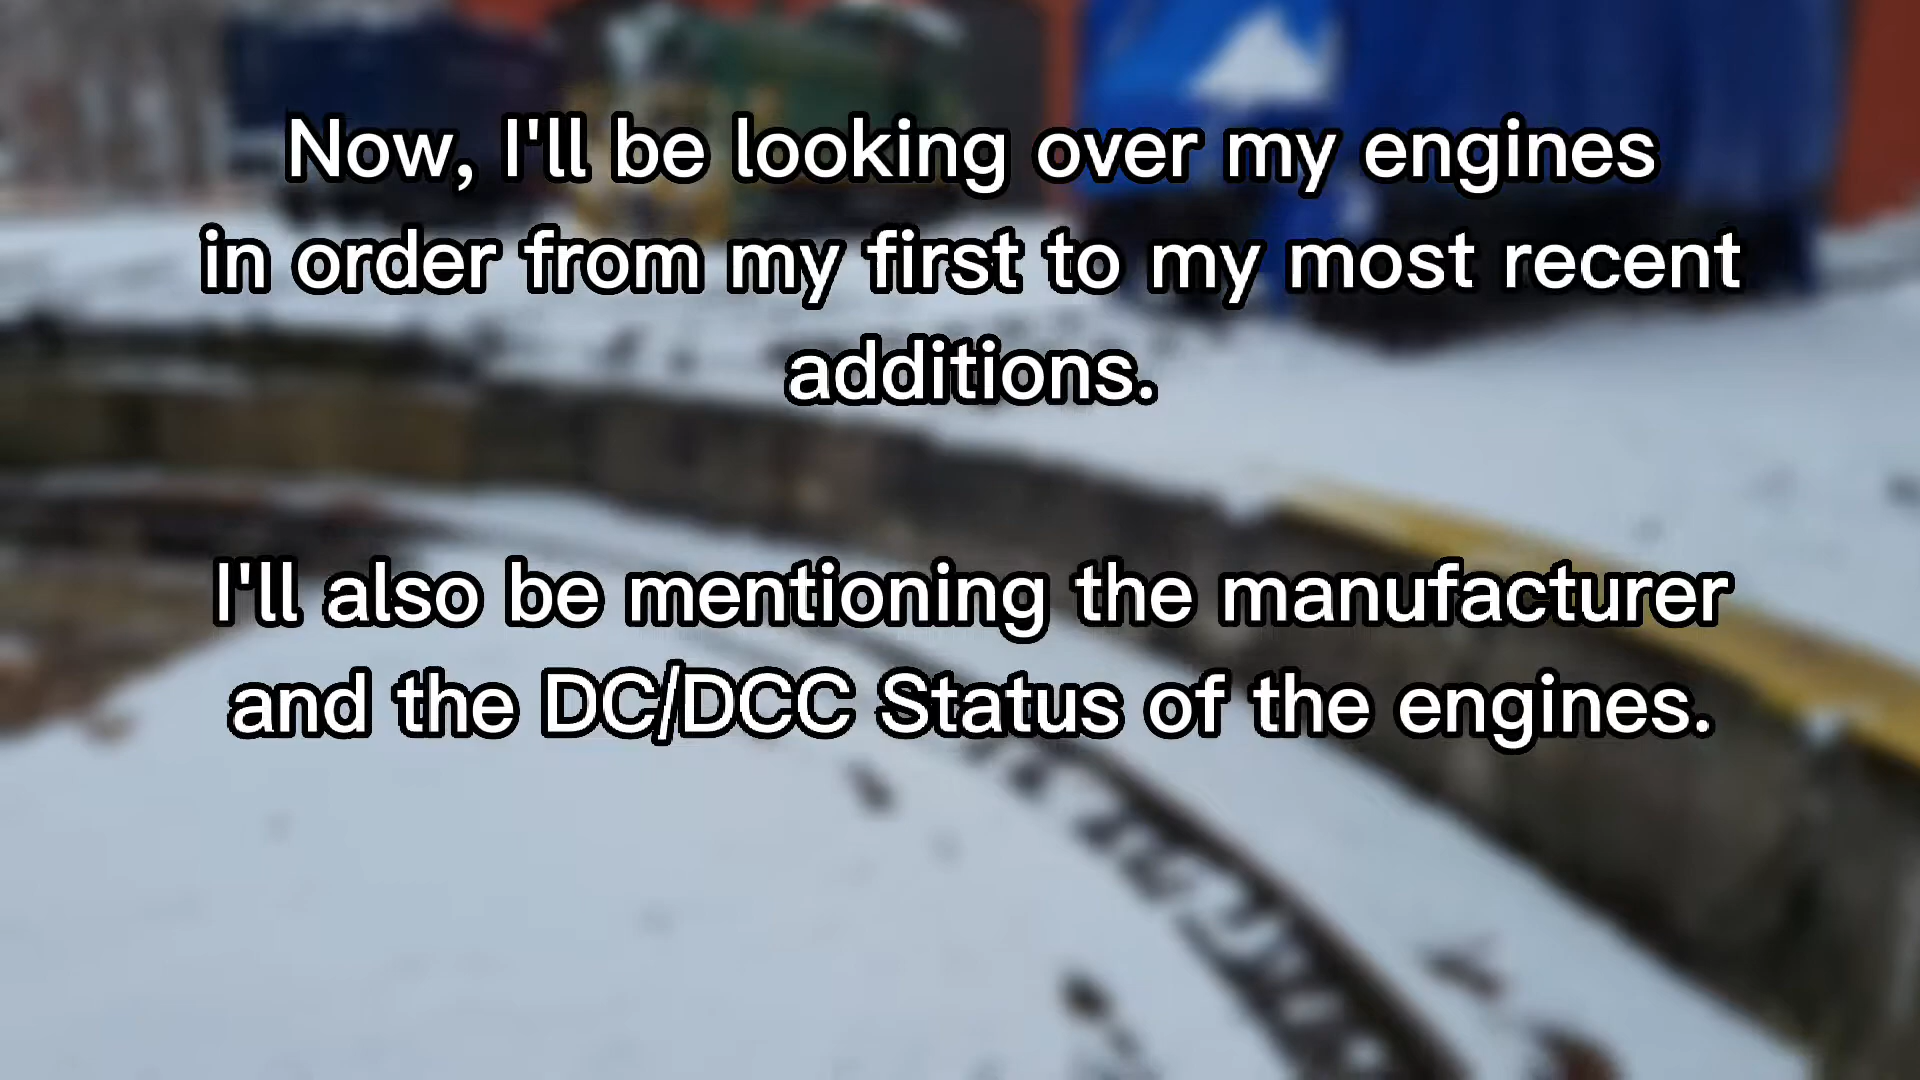 Now, I'll be looking over my engines
in order from my first to my most recent
additions.
I'll also be mentioning the manufacturer
and the DC/DCC Status of the engines.